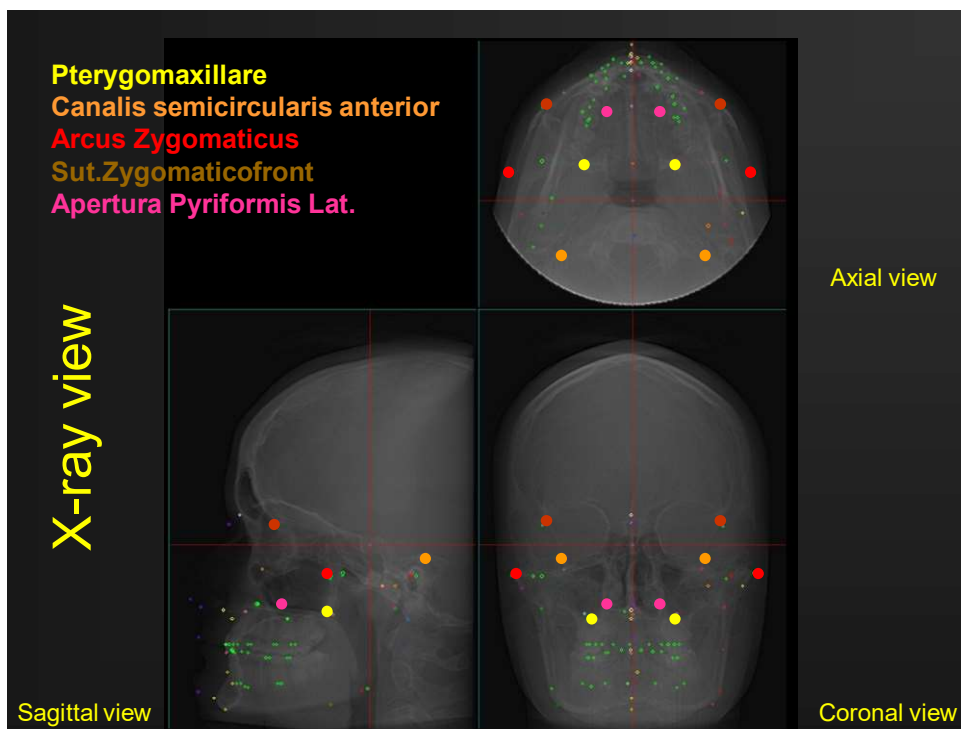 Pterygomaxillare
Canalis semicircularis anterior
Arcus Zygomaticus
Sut.Zygomaticofront
Apertura Pyriformis Lat.
Axial view
X-ray view
Sagittal view
Coronal view